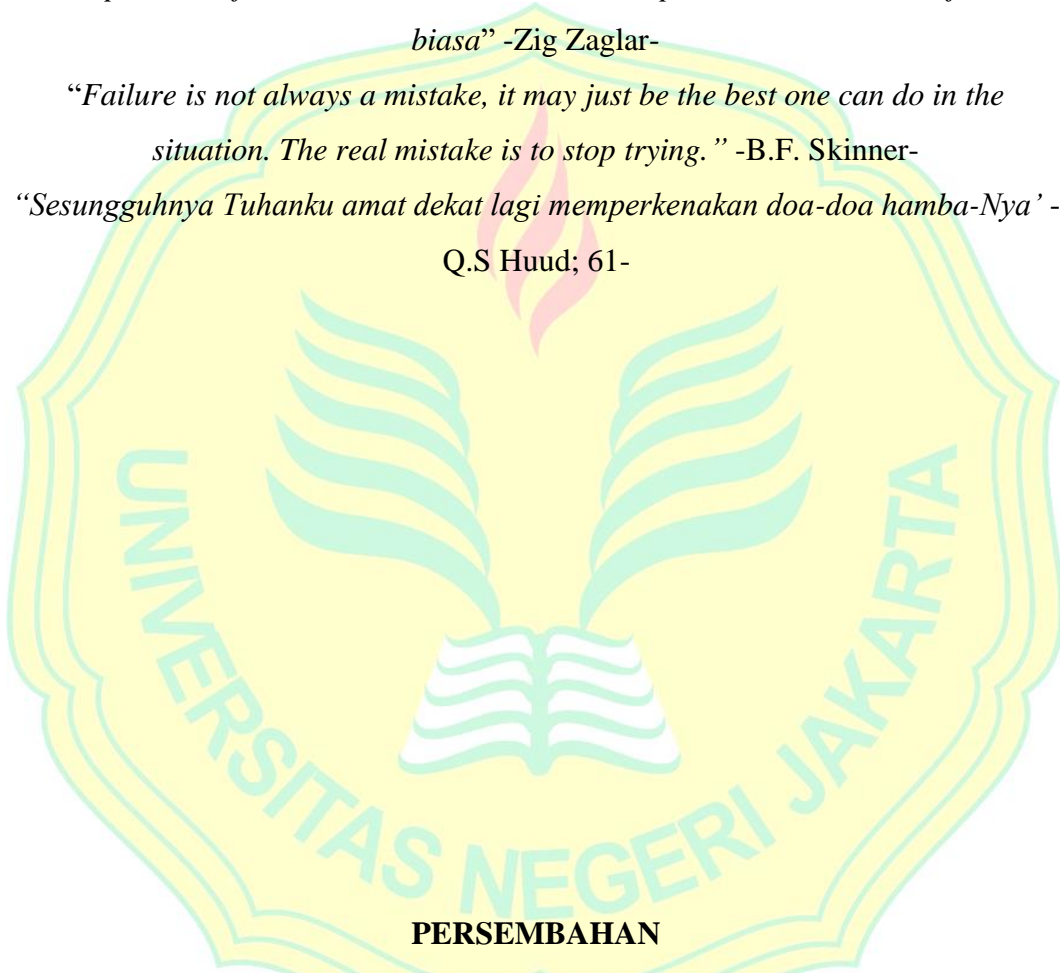 biasa” -Zig Zaglar-
“Failure is not always a mistake, it may just be the best one can do in the
situation. The real mistake is to stop trying.” -B.F. Skinner-
“Sesungguhnya Tuhanku amat dekat lagi memperkenakan doa-doa hamba-Nya’ -
Q.S Huud; 61-
UNIVERSITAS NEGERI JAKARTA
PERSEMBAHAN